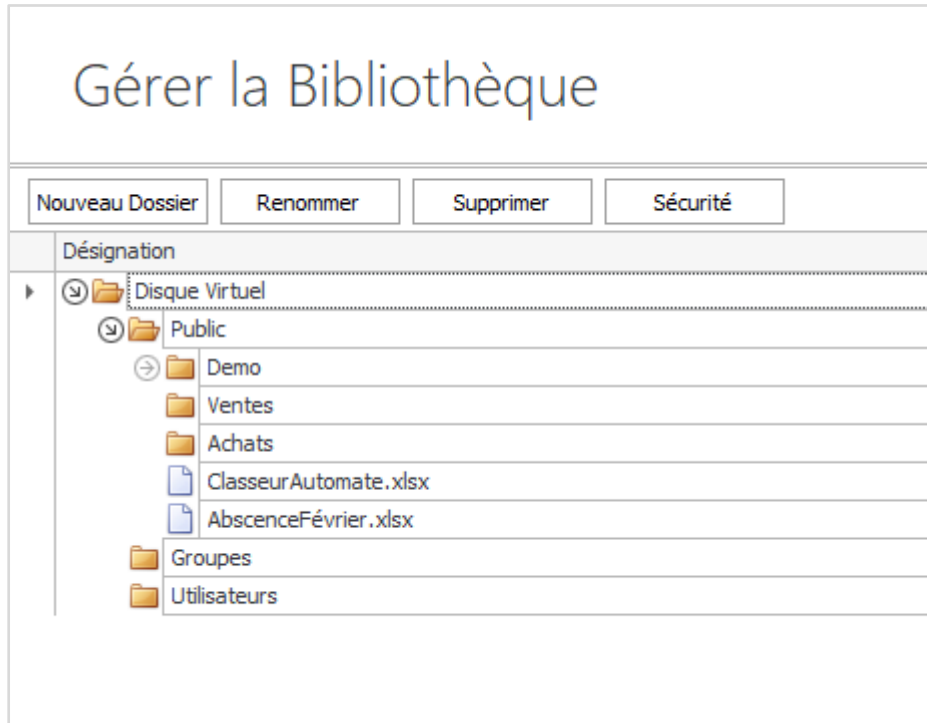 Gérer la Bibliothèque
Nouveau Dossier Renommer Supprimer Sécurité
Désignation
Disque Virtuel
Public
Demo
Ventes
Achats
ClasseurAutomate.xlsx
AbscenceFévrier.xlsx
Groupes
Utilisateurs